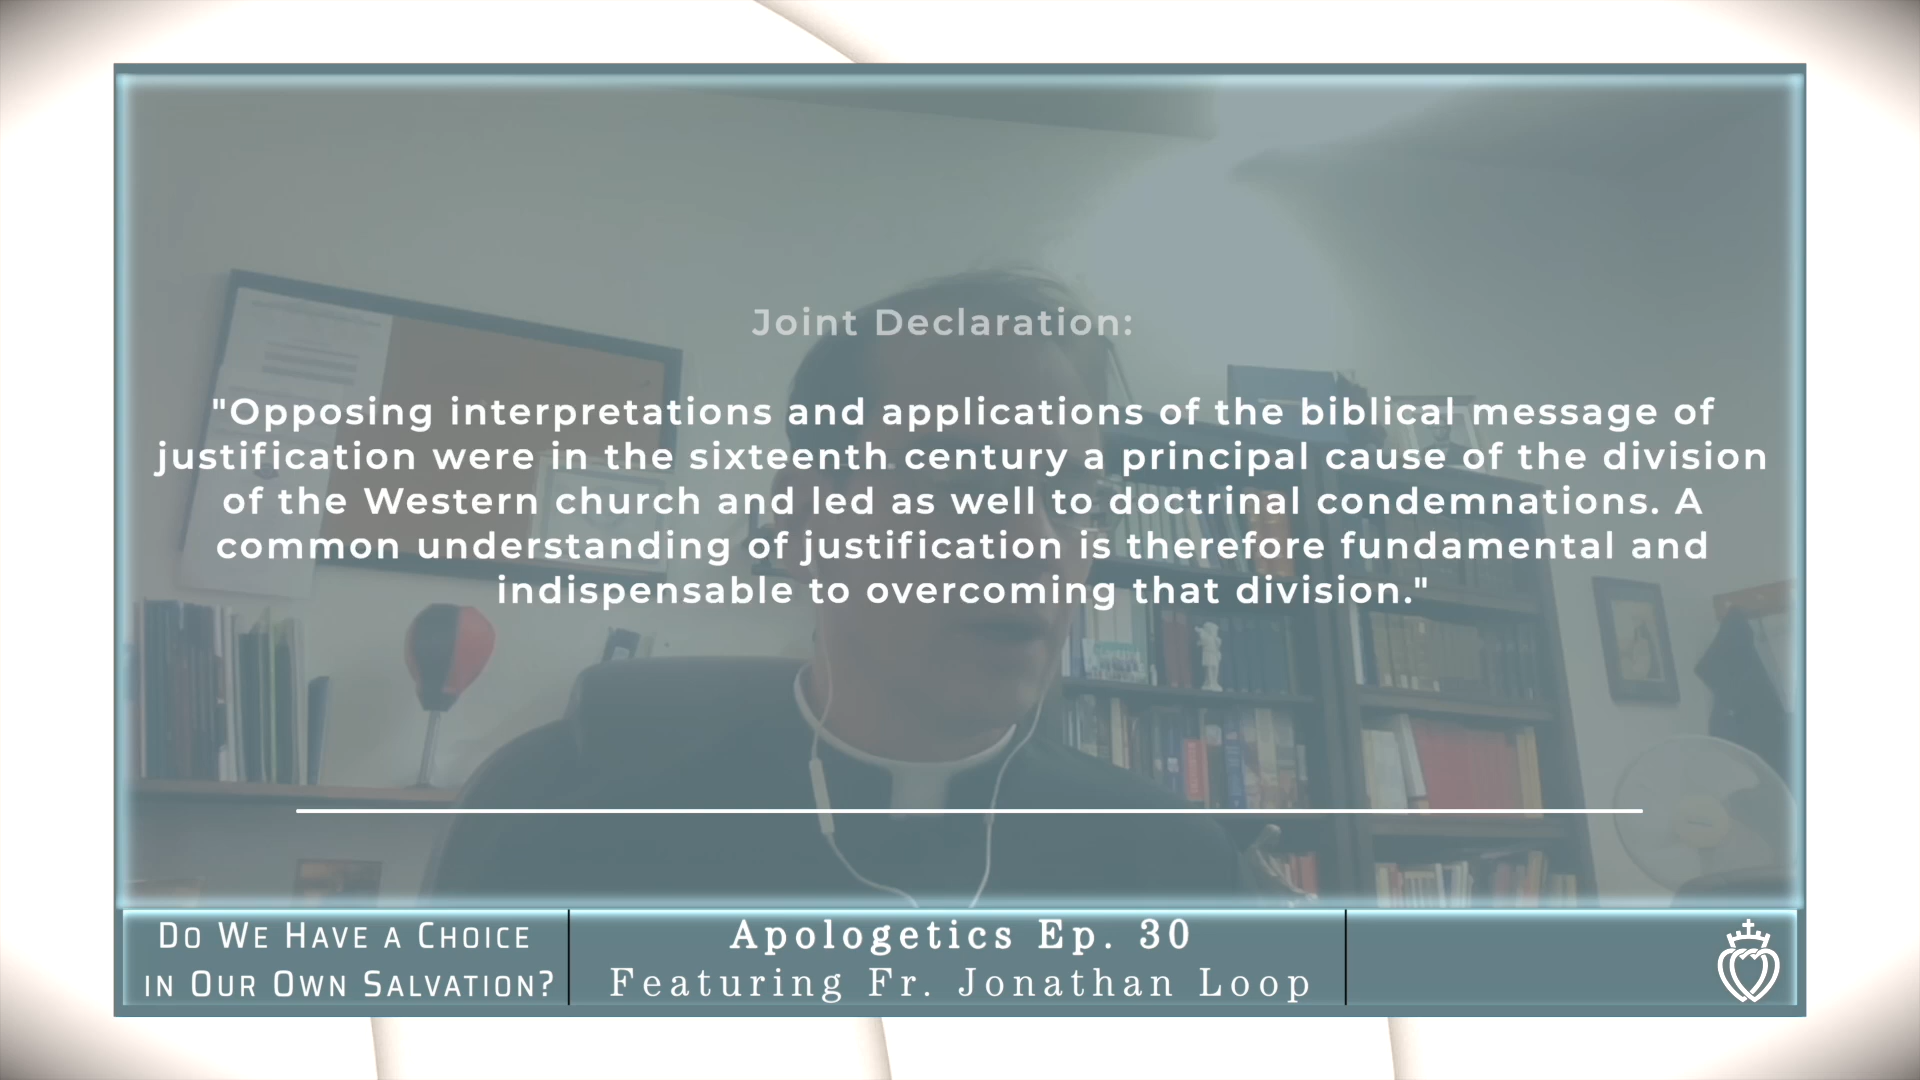 Joint Declaration:
"Opposing interpretations and applications of the biblical message of
justification were in the sixteenth century a principal cause of the division
of the Western church and led as well to doctrinal condemnations. A
common understanding of justification is therefore fundamental and
indispensable to overcoming that division."
Do We Have a Choice
in Our Own Salvation?
Apologetics Ep. 30
Featuring Fr. Jonathan Loop